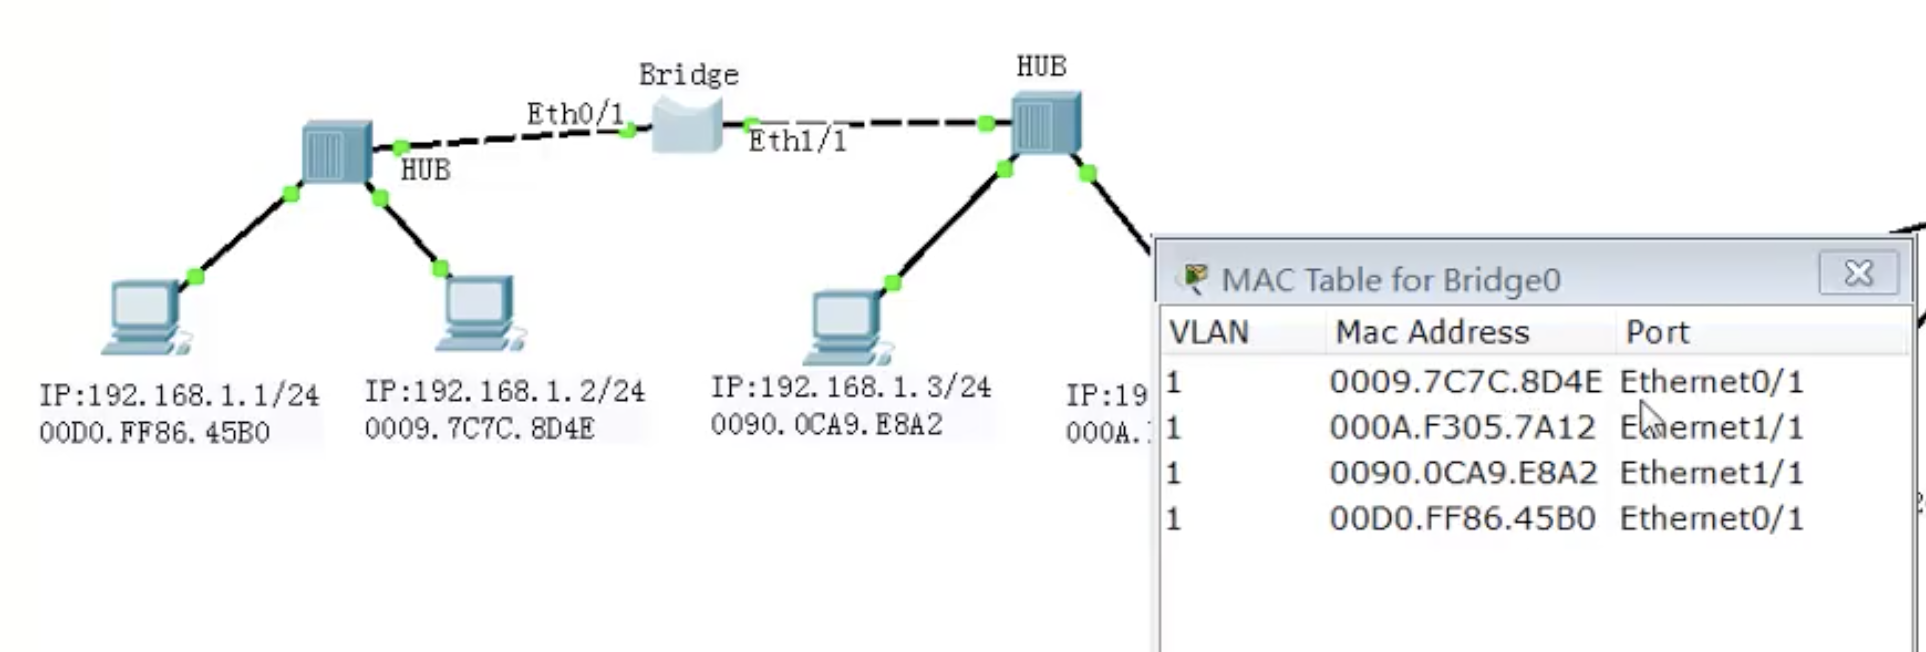 Bridge
HUB
Eth0/1
Eth1/1
HUB
IP:192.168.1.1/24
00D0.FF86.45B0
IP:192.168.1.2/24
0009.7C7C.8D4E
IP:192.168.1.3/24
0090.0CA9.E8A2
IP:19
000A.
MAC Table for Bridge0
VLAN Mac Address Port
1 0009.7C7C.8D4E Ethernet0/1
1 000A.F305.7A12 Ethernet1/1
1 0090.0CA9.E8A2 Ethernet1/1
1 00D0.FF86.45B0 Ethernet0/1